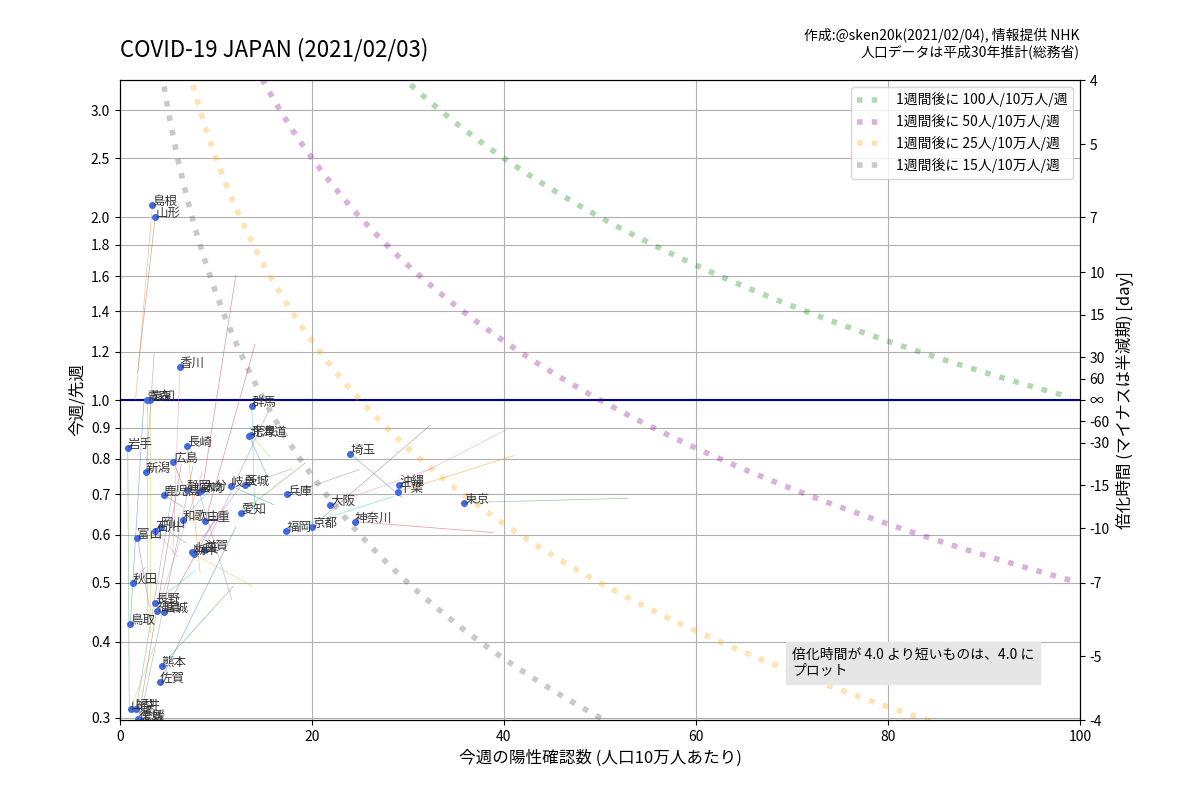 COVID-19 JAPAN (2021/02/03)
作成:@sken20k(2021/02/04), 情報提供 NHK
人口データは平成30年推計(総務省)
1週間後に 100人/10万人/週
1週間後に 50人/10万人/週
1週間後に 25人/10万人/週
1週間後に 15人/10万人/週
今週/先週
3.0
2.5
2.0
1.8
1.6
1.4
1.2
1.0
0.9
0.8
0.7
0.6
0.5
0.4
0.3
島根
山形
香川
群馬
岩手
長崎
北海道
埼玉
広島
新潟
岐阜
茨城
沖縄
千葉
鹿児島
兵庫
大阪
東京
愛知
和歌山
三重
神奈川
京都
福岡
石川
富山
滋賀
秋田
長野
宮城
鳥取
熊本
佐賀
4
5
7
10
15
30
60
∞
-60
-30
-15
-10
-7
-5
-4
倍化時間 (マイナスは半減期) [day]
倍化時間が 4.0 より短いものは、4.0 に
プロット
0
20
40
60
80
100
今週の陽性確認数 (人口10万人あたり)